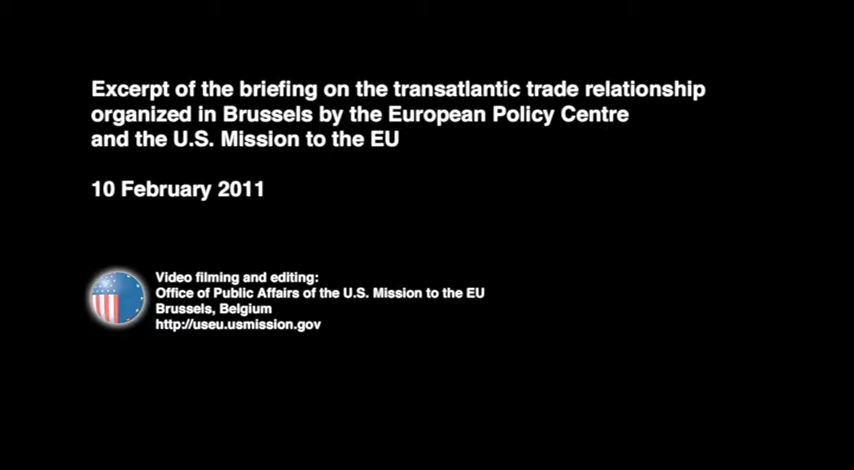 Excerpt of the briefing on the transatlantic trade relationship
organized in Brussels by the European Policy Centre
and the U.S. Mission to the EU
10 February 2011
Video filming and editing:
Office of Public Affairs of the U.S. Mission to the EU
Brussels, Belgium
http://useu.usmission.gov